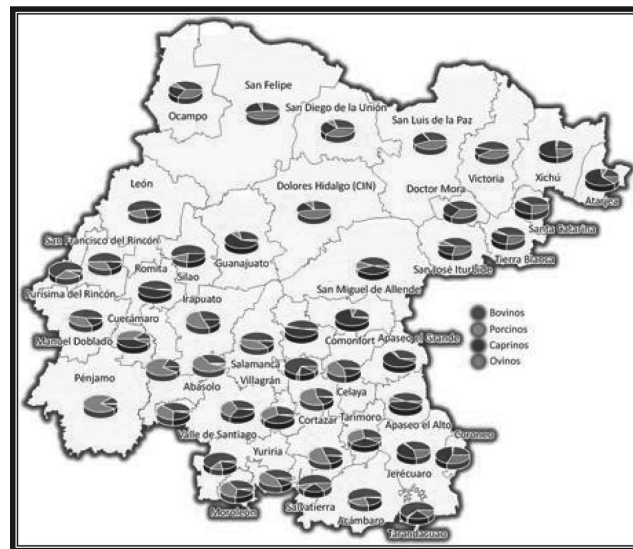 San Felipe
Ocampo
San Diego de la Unión
San Luis de la Paz
Victoria
Xichú
Atarjea
León
Dolores Hidalgo (CIN)
Doctor Mora
Santa Catarina
San Francisco del Rincón
Guanajuato
Tierra Blanca
Romita
Silao
San José Iturbide
Purísima del Rincón
San Miguel de Allende
Irapuato
Cuerámaro
Bovinos
Porcinos
Caprinos
Ovinos
Manuel Doblado
Comonfort
Apaseo el Grande
Salamanca
Pénjamo
Abasolo
Villagrán
Celaya
Cortazar
Tarimoro
Apaseo el Alto
Valle de Santiago
Coroneo
Yuriria
Jerécuaro
Moroleón
Salvatierra
Acámbaro
Tarandacuao